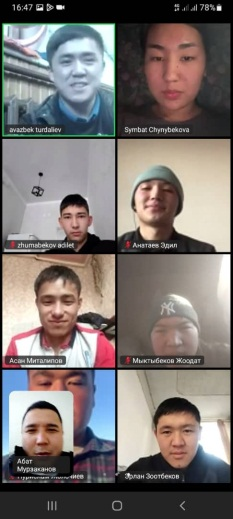 16:47
78%
avazbek turdaliev
Symbat Chynybekova
zhumabekov adilet
Анатаев Эдил
Асан Миталипов
NY
Мыктыбеков Жоодат
Абат
Мурзаканов
Эрлан Зоотбеков